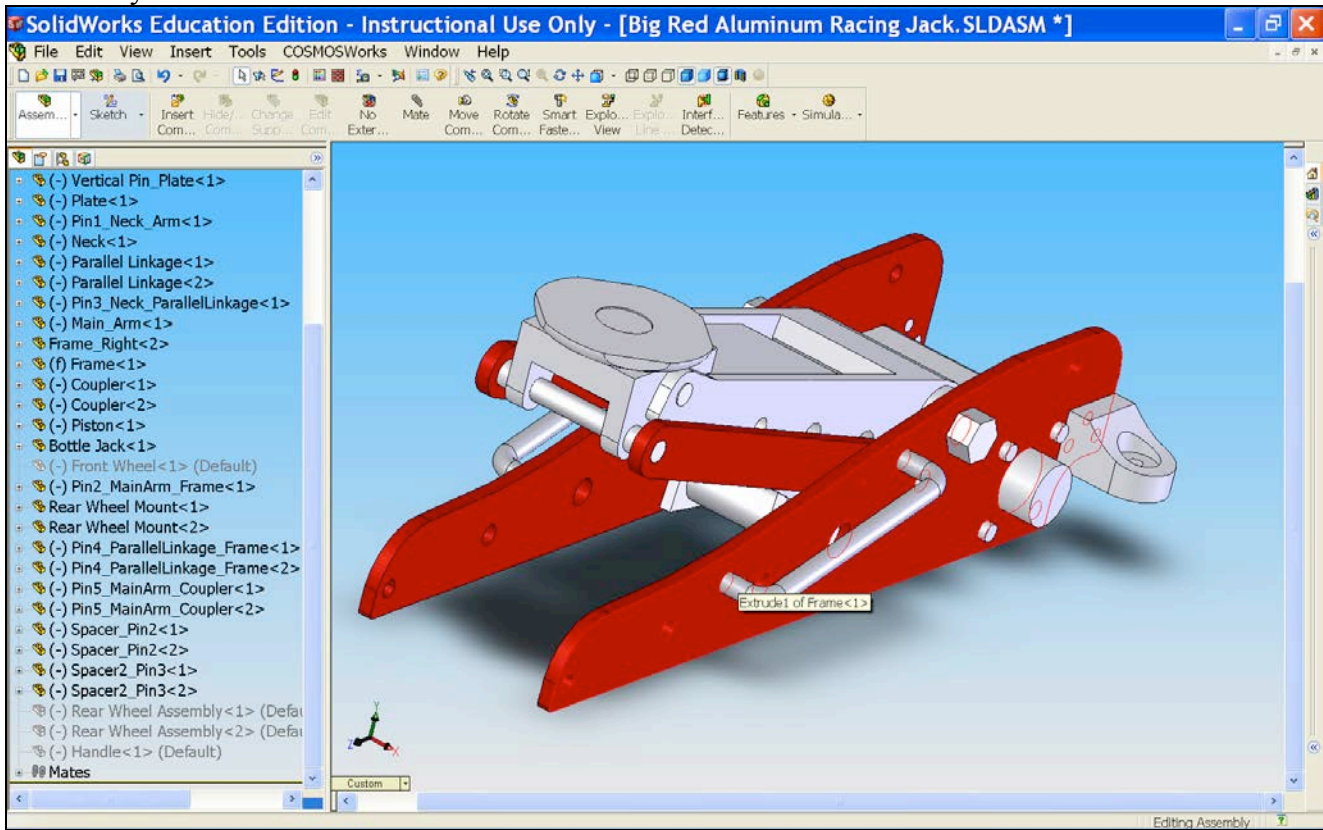 SolidWorks Education Edition - Instructional Use Only - [Big Red Aluminum Racing Jack.SLDASM *]
File Edit View Insert Tools COSMOSWorks Window Help
Assem... Sketch Insert Com... Hide/... Com... Change Supp... Edit Com... No Exter... Mate Move Com... Rotate Com... Smart Faste... Explo... View Explo... Line ... Interf... Detec... Features Simula...
(-) Vertical Pin_Plate<1>
(-) Plate<1>
(-) Pin1_Neck_Arm<1>
(-) Neck<1>
(-) Parallel Linkage<1>
(-) Parallel Linkage<2>
(-) Pin3_Neck_ParallelLinkage<1>
(-) Main_Arm<1>
Frame_Right<2>
(f) Frame<1>
(-) Coupler<1>
(-) Coupler<2>
(-) Piston<1>
Bottle Jack<1>
(-) Front Wheel<1> (Default)
(-) Pin2_MainArm_Frame<1>
Rear Wheel Mount<1>
Rear Wheel Mount<2>
(-) Pin4_ParallelLinkage_Frame<1>
(-) Pin4_ParallelLinkage_Frame<2>
(-) Pin5_MainArm_Coupler<1>
(-) Pin5_MainArm_Coupler<2>
(-) Spacer_Pin2<1>
(-) Spacer_Pin2<2>
(-) Spacer2_Pin3<1>
(-) Spacer2_Pin3<2>
(-) Rear Wheel Assembly<1> (Defau
(-) Rear Wheel Assembly<2> (Defau
(-) Handle<1> (Default)
Mates
Extrude1 of Frame<1>
Y
Z
X
Custom
Editing Assembly